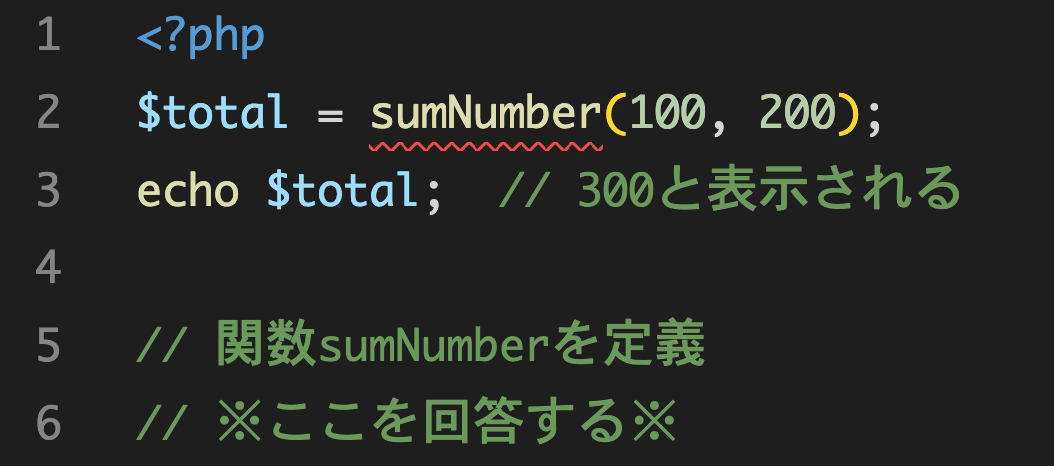 1 <?php
2 $total = sumNumber(100, 200);
3 echo $total;  // 300と表示される
4
5 // 関数sumNumberを定義
6 // ※ここを回答する※